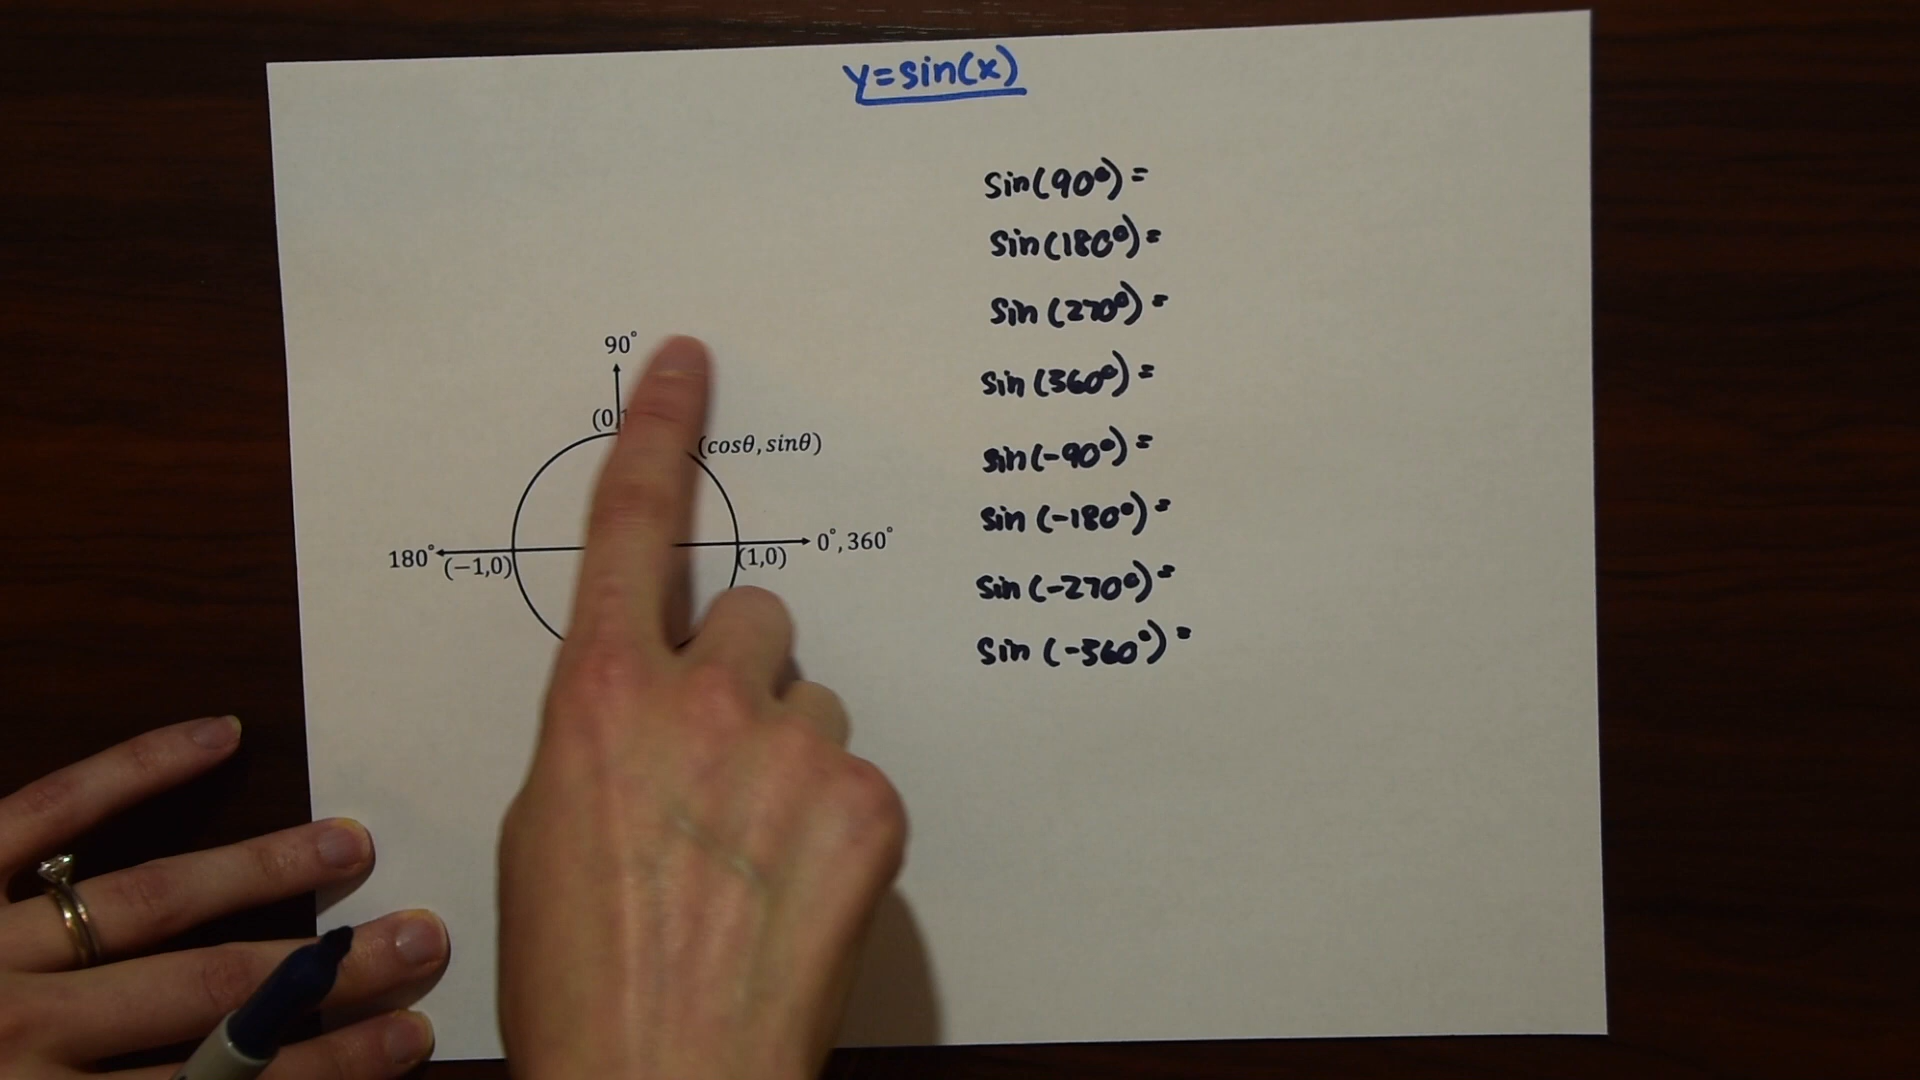 y=sin(x)
sin(90°)=
sin(180°)=
sin(270°)=
sin(360°)=
sin(-90°)=
sin(-180°)=
sin(-270°)=
sin(-360°)=
90°
(cosθ, sinθ)
180°
(−1,0)
(1,0)
0°, 360°